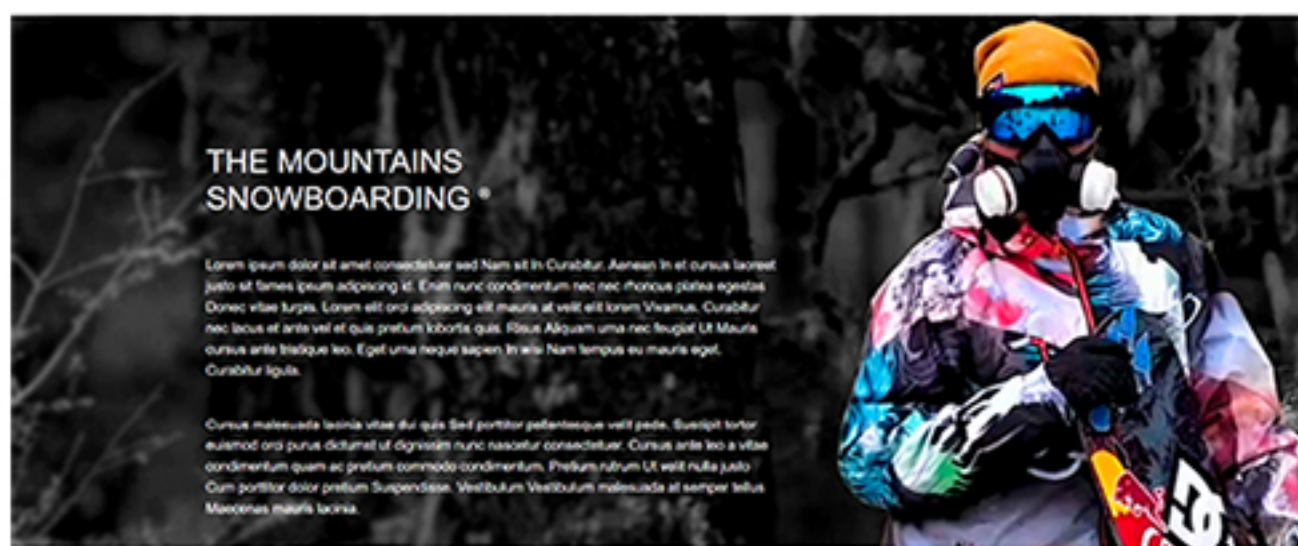 THE MOUNTAINS
SNOWBOARDING ®
Lorem ipsum dolor sit amet consectetuer sed Nam sit In Curabitur. Aenean In et cursus laoreet
justo sit fames ipsum adipiscing id. Enim nunc condimentum nec nec rhoncus platea egestas
Donec vitae turpis. Lorem elit orci adipiscing elit mauris at velit elit lorem Vivamus. Curabitur
nec lacus et ante vel et quis pretium lobortis quis. Risus Aliquam urna nec feugiat Ut Mauris
cursus ante tristique leo. Eget urna neque sapien In wisi Nam tempus eu mauris eget.
Curabitur ligula.
Cursus malesuada lacinia vitae dui quis Sed porttitor pellentesque velit pede. Suscipit tortor
euismod orci purus dictumst ut dignissim nunc nascetur consectetuer. Cursus ante leo a vitae
condimentum quam ac pretium commodo condimentum. Pretium rutrum Ut velit nulla justo
Cum porttitor dolor pretium Suspendisse. Vestibulum Vestibulum malesuada at semper tellus
Maecenas mauris lacinia.